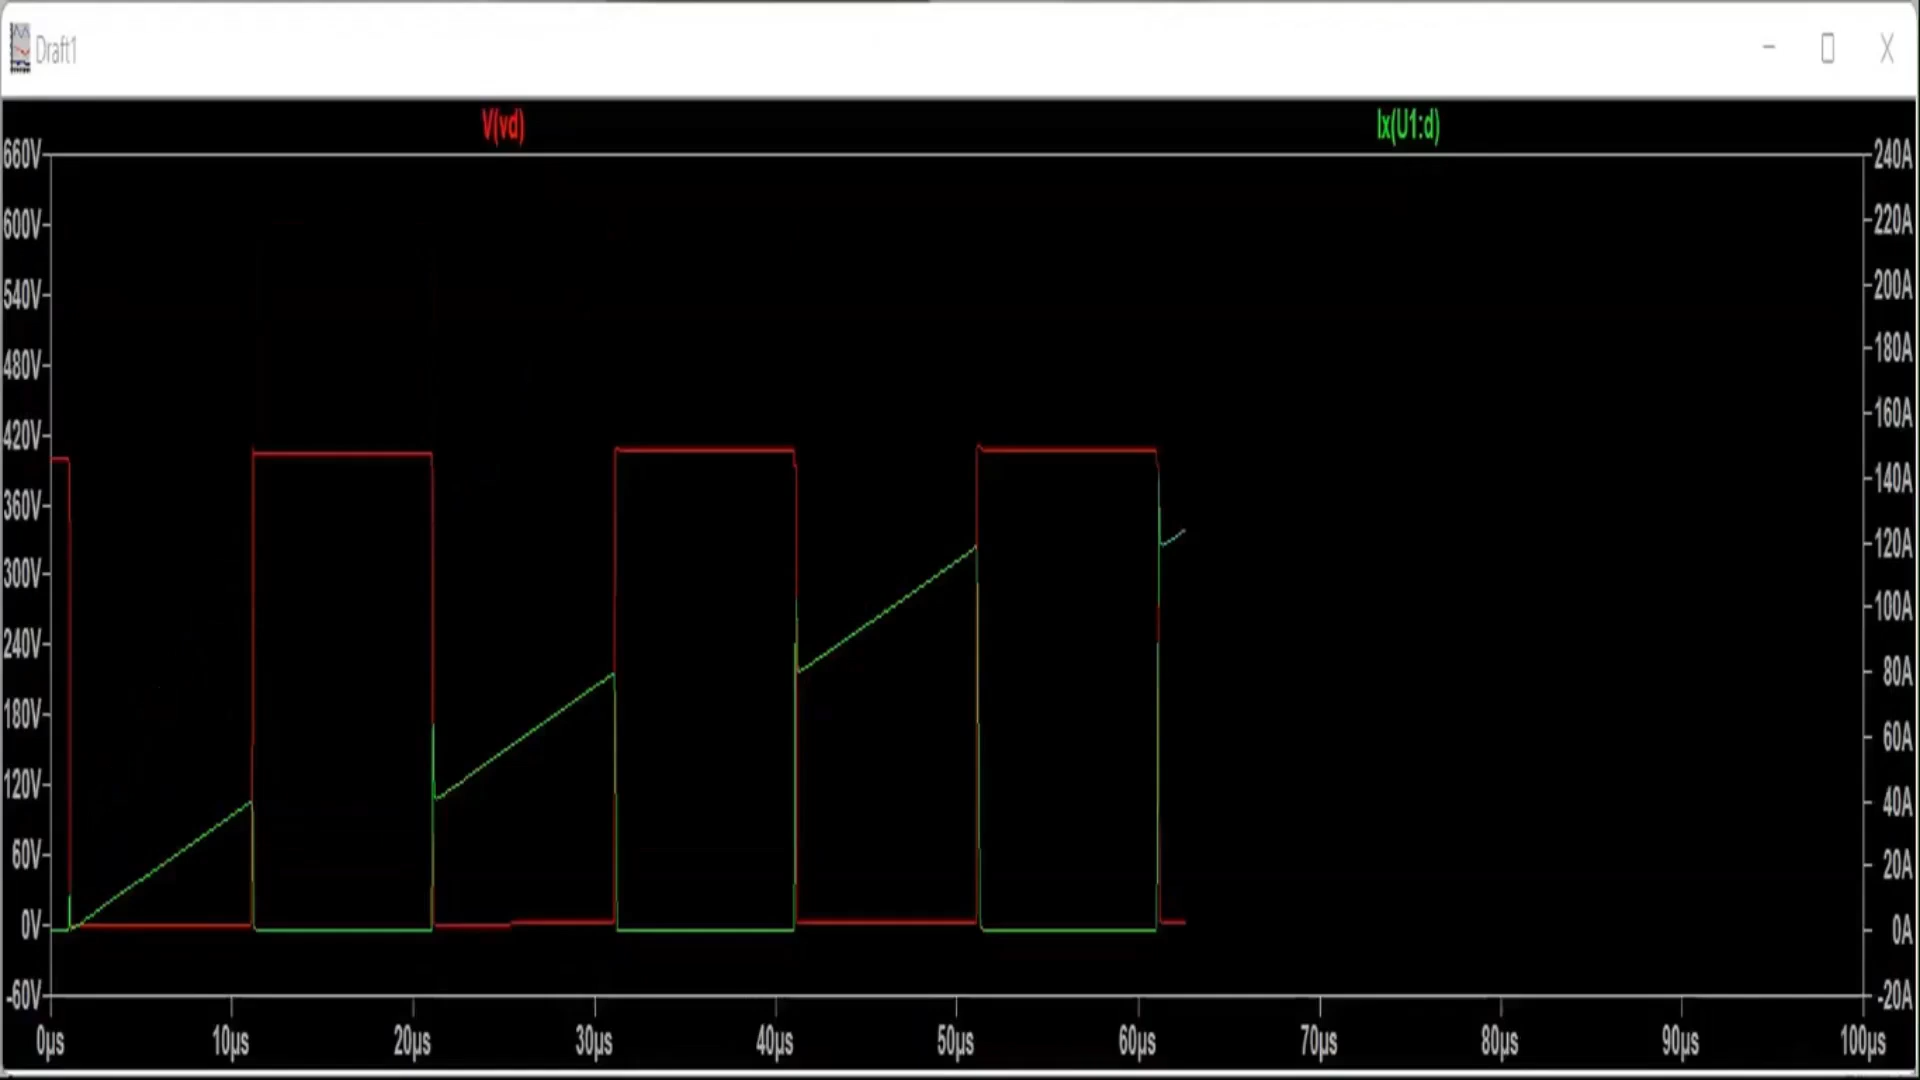 Draft1
V(vd)
Ix(U1:d)
660V
600V
540V
480V
420V
360V
300V
240V
180V
120V
60V
0V
-60V
240A
220A
200A
180A
160A
140A
120A
100A
80A
60A
40A
20A
0A
-20A
0µs 10µs 20µs 30µs 40µs 50µs 60µs 70µs 80µs 90µs 100µs